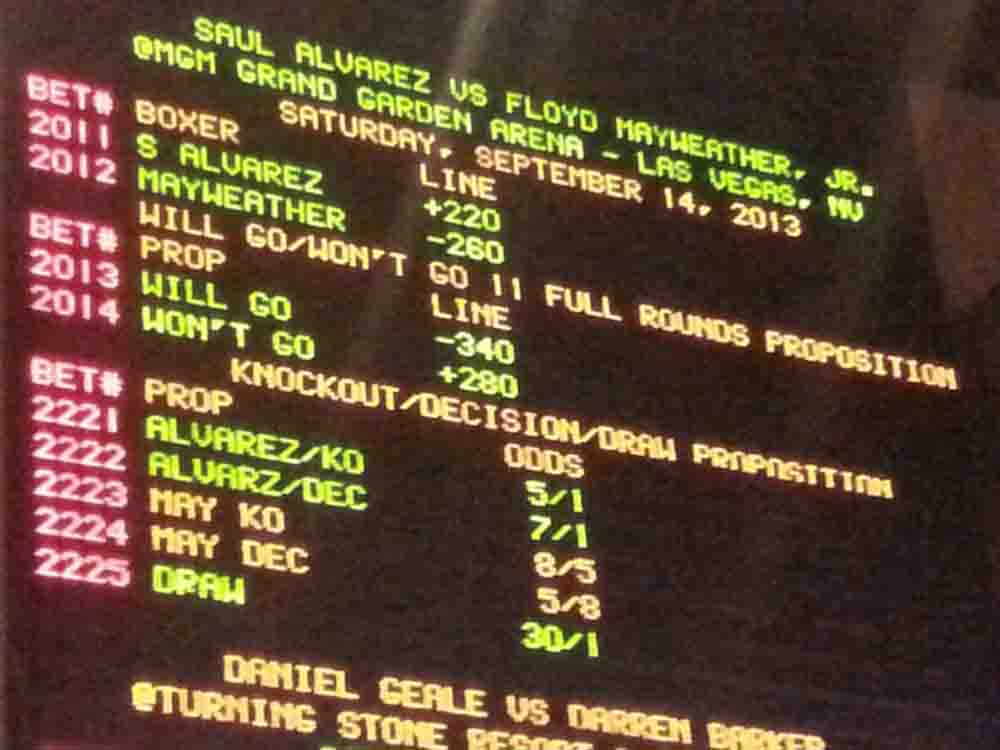 SAUL ALVAREZ VS FLOYD MAYWEATHER, JR.
@MGM GRAND GARDEN ARENA - LAS VEGAS, NV
SATURDAY, SEPTEMBER 14, 2013
BET# BOXER LINE
2011 S ALVAREZ +220
2012 MAYWEATHER -260
WILL GO/WON'T GO 11 FULL ROUNDS PROPOSITION
BET# PROP LINE
2013 WILL GO -340
2014 WON'T GO +280
KNOCKOUT/DECISION/DRAW PROPOSITION
BET# PROP ODDS
2221 ALVAREZ/KO 5/1
2222 ALVARZ/DEC 7/1
2223 MAY KO 8/5
2224 MAY DEC 5/8
2225 DRAW 30/1
DANIEL GEALE VS DARREN BARKER
@TURNING STONE RESORT